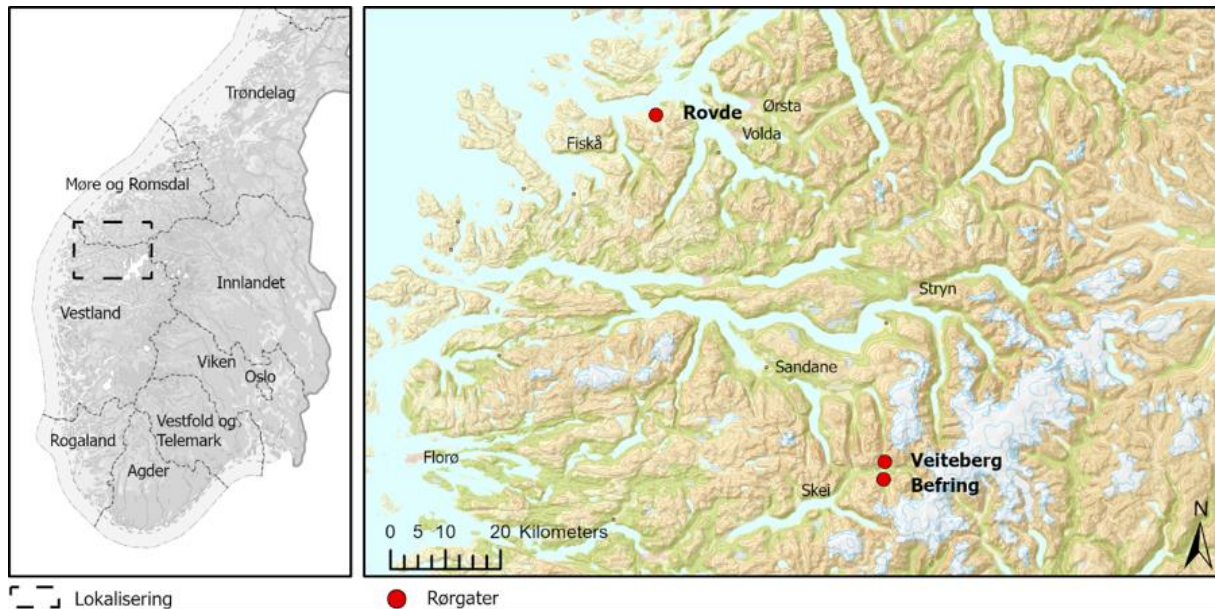 Trøndelag
Møre og Romsdal
Innlandet
Vestland
Viken
Oslo
Vestfold og
Telemark
Rogaland
Agder
Rovde
Ørsta
Volda
Fiskå
Stryn
Sandane
Florø
Skei
Veiteberg
Befring
0 5 10 20 Kilometers
N
Lokalisering
Rørgater